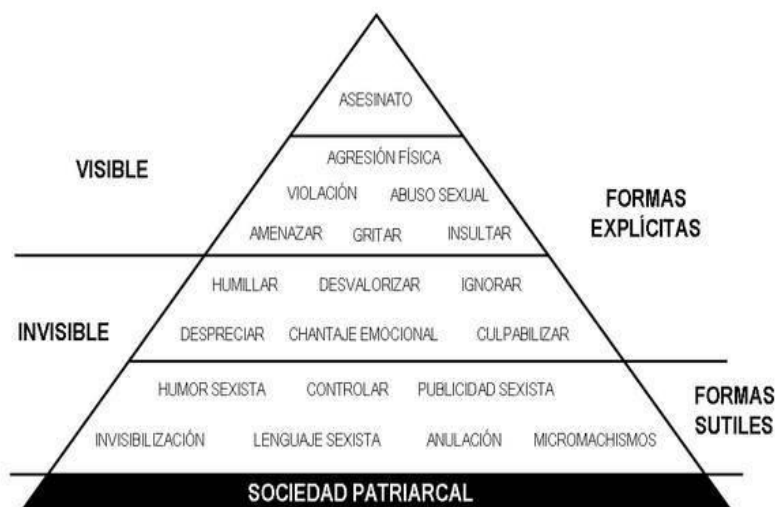 ASESINATO
VISIBLE
AGRESIÓN FÍSICA
VIOLACIÓN ABUSO SEXUAL
AMENAZAR GRITAR INSULTAR
FORMAS
EXPLÍCITAS
HUMILLAR DESVALORIZAR IGNORAR
INVISIBLE
DESPRECIAR CHANTAJE EMOCIONAL CULPABILIZAR
HUMOR SEXISTA CONTROLAR PUBLICIDAD SEXISTA
FORMAS
SUTILES
INVISIBILIZACIÓN LENGUAJE SEXISTA ANULACIÓN MICROMACHISMOS
SOCIEDAD PATRIARCAL